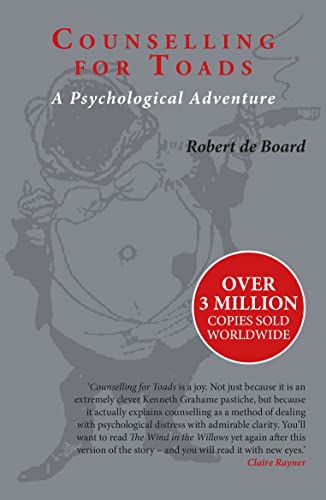 COUNSELLING
FOR TOADS
A Psychological Adventure
Robert de Board
OVER
3 MILLION
COPIES SOLD
WORLDWIDE
'Counselling for Toads is a joy. Not just because it is an
extremely clever Kenneth Grahame pastiche, but
because it actually explains counselling as a method of dealing
with psychological distress with admirable clarity. You'll
want to read The Wind in the Willows yet again after this
version of the story – and you will read it with new eyes.'
Claire Rayner